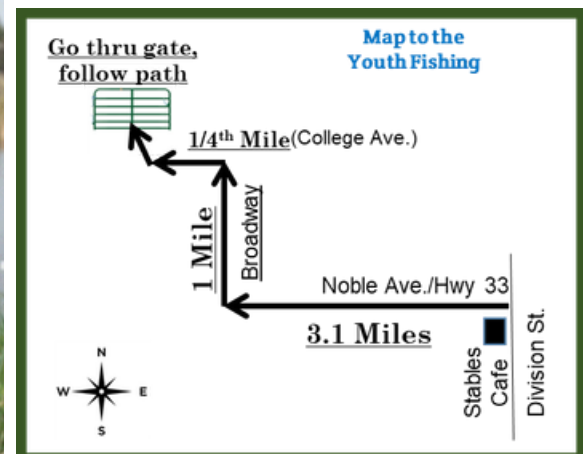 Go thru gate,
follow path
Map to the
Youth Fishing
1/4th Mile(College Ave.)
1 Mile
Broadway
Noble Ave./Hwy 33
3.1 Miles
Stables
Cafe
Division St.
N
W E
S